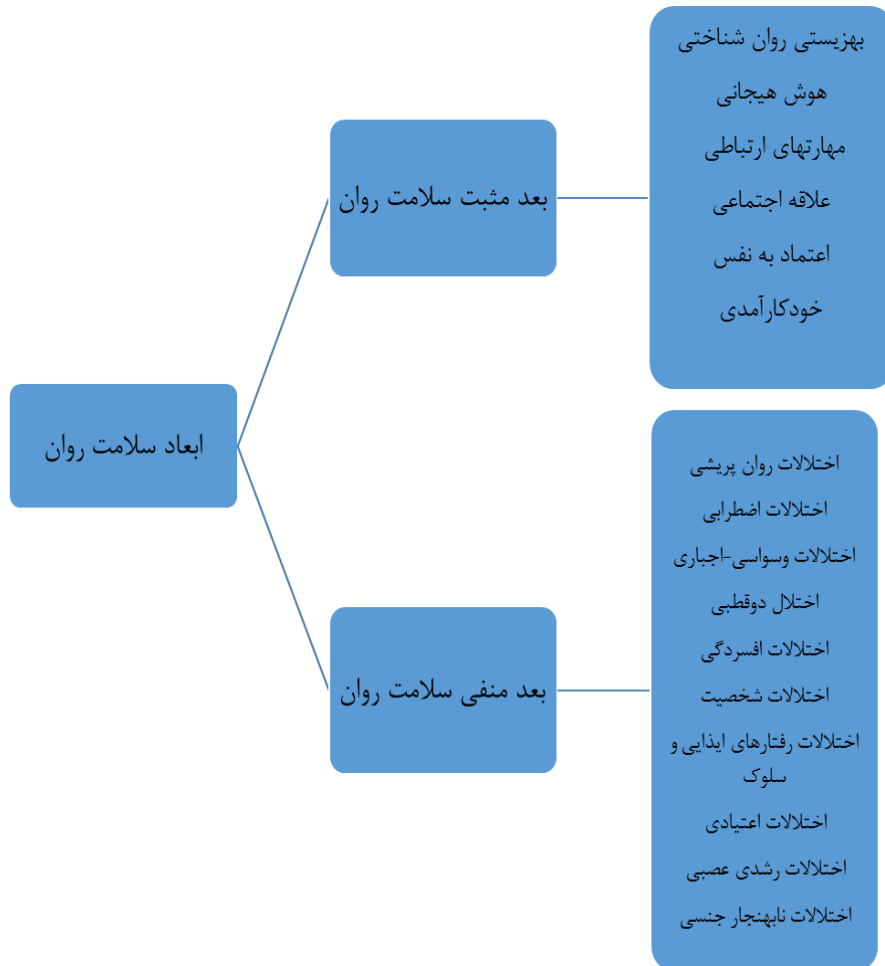 ابعاد سلامت روان
بعد مثبت سلامت روان
بهزیستی روان شناختی
هوش هیجانی
مهارتهای ارتباطی
علاقه اجتماعی
اعتماد به نفس
خودکارآمدی
بعد منفی سلامت روان
اختلالات روان پریشی
اختلالات اضطرابی
اختلالات وسواسی-اجباری
اختلال دوقطبی
اختلالات افسردگی
اختلالات شخصیت
اختلالات رفتارهای ایذایی و
سلوک
اختلالات اعتیادی
اختلالات رشدی عصبی
اختلالات نابهنجار جنسی